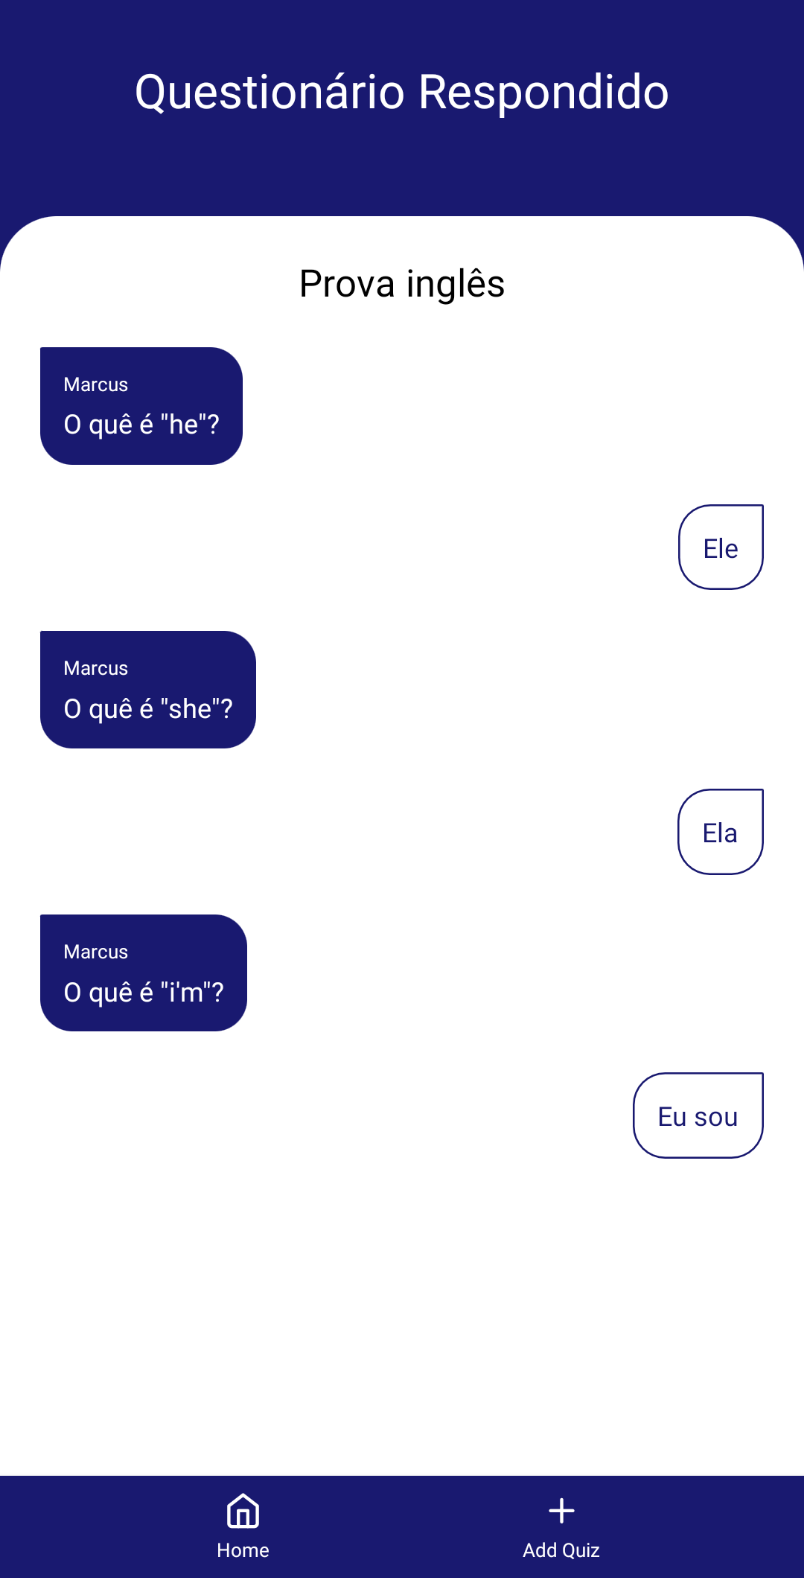 Questionário Respondido
Prova inglês
Marcus
O quê é "he"?
Ele
Marcus
O quê é "she"?
Ela
Marcus
O quê é "i'm"?
Eu sou
Home
Add Quiz